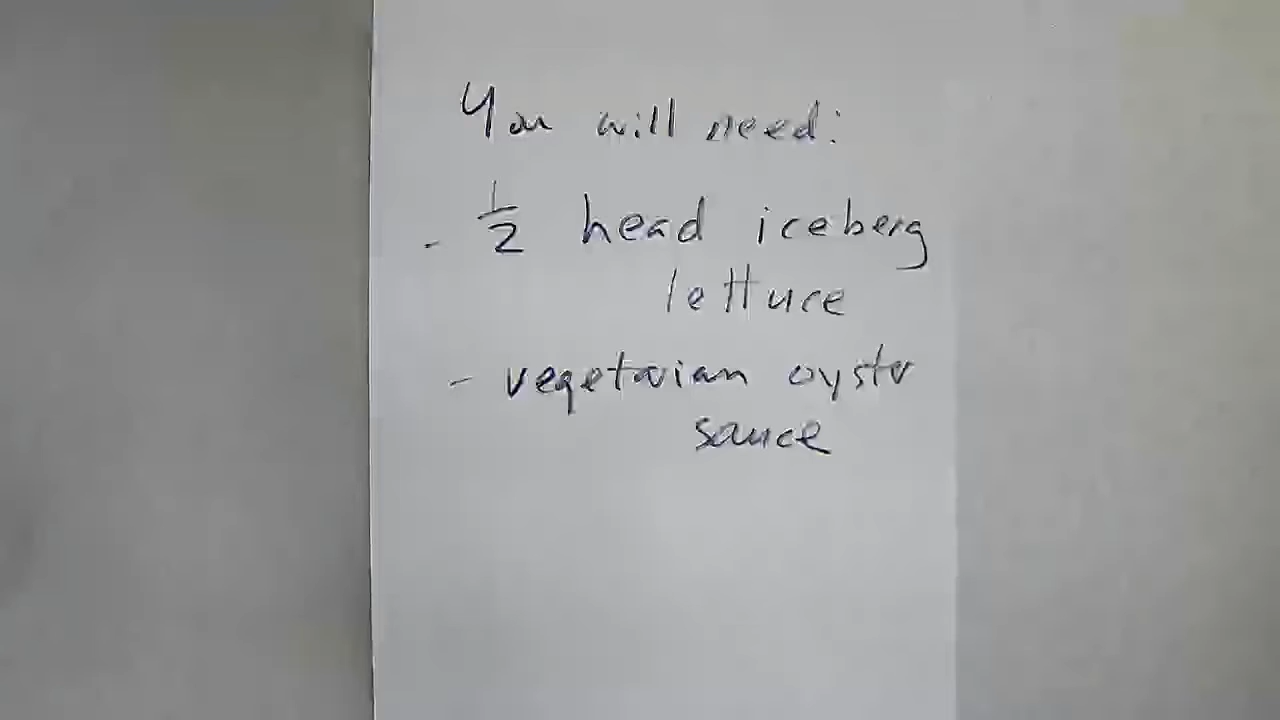 You will need:
- 1/2 head iceberg
lettuce
- vegetarian oyster
sauce